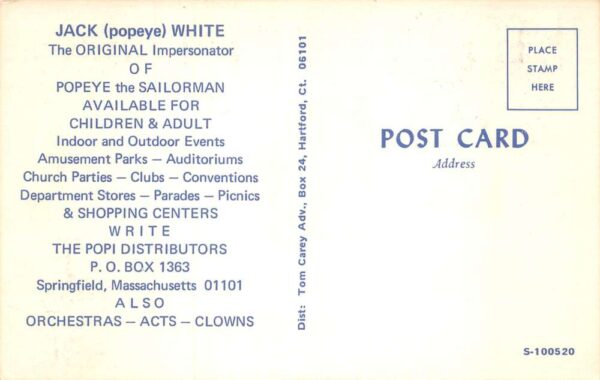 JACK (popeye) WHITE
The ORIGINAL Impersonator
OF
POPEYE the SAILORMAN
AVAILABLE FOR
CHILDREN & ADULT
Indoor and Outdoor Events
Amusement Parks — Auditoriums
Church Parties — Clubs — Conventions
Department Stores — Parades — Picnics
& SHOPPING CENTERS
WRITE
THE POPI DISTRIBUTORS
P. O. BOX 1363
Springfield, Massachusetts 01101
ALSO
ORCHESTRAS — ACTS — CLOWNS
Dist: Tom Carey Adv., Box 24, Hartford, Ct. 06101
PLACE
STAMP
HERE
POST CARD
Address
S-100520